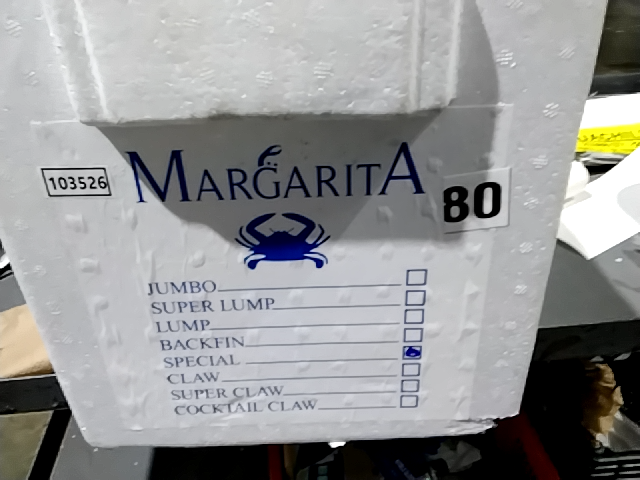 103526
MARGARITA
80
JUMBO
SUPER LUMP
LUMP
BACKFIN
SPECIAL
CLAW
SUPER CLAW
COCKTAIL CLAW